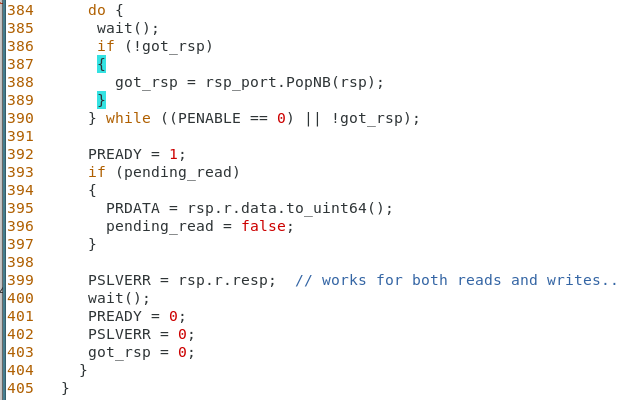 384      do {
385       wait();
386       if (!got_rsp)
387       {
388         got_rsp = rsp_port.PopNB(rsp);
389       }
390      } while ((PENABLE == 0) || !got_rsp);
391
392      PREADY = 1;
393      if (pending_read)
394      {
395        PRDATA = rsp.r.data.to_uint64();
396        pending_read = false;
397      }
398
399      PSLVERR = rsp.r.resp;  // works for both reads and writes..
400      wait();
401      PREADY = 0;
402      PSLVERR = 0;
403      got_rsp = 0;
404     }
405   }